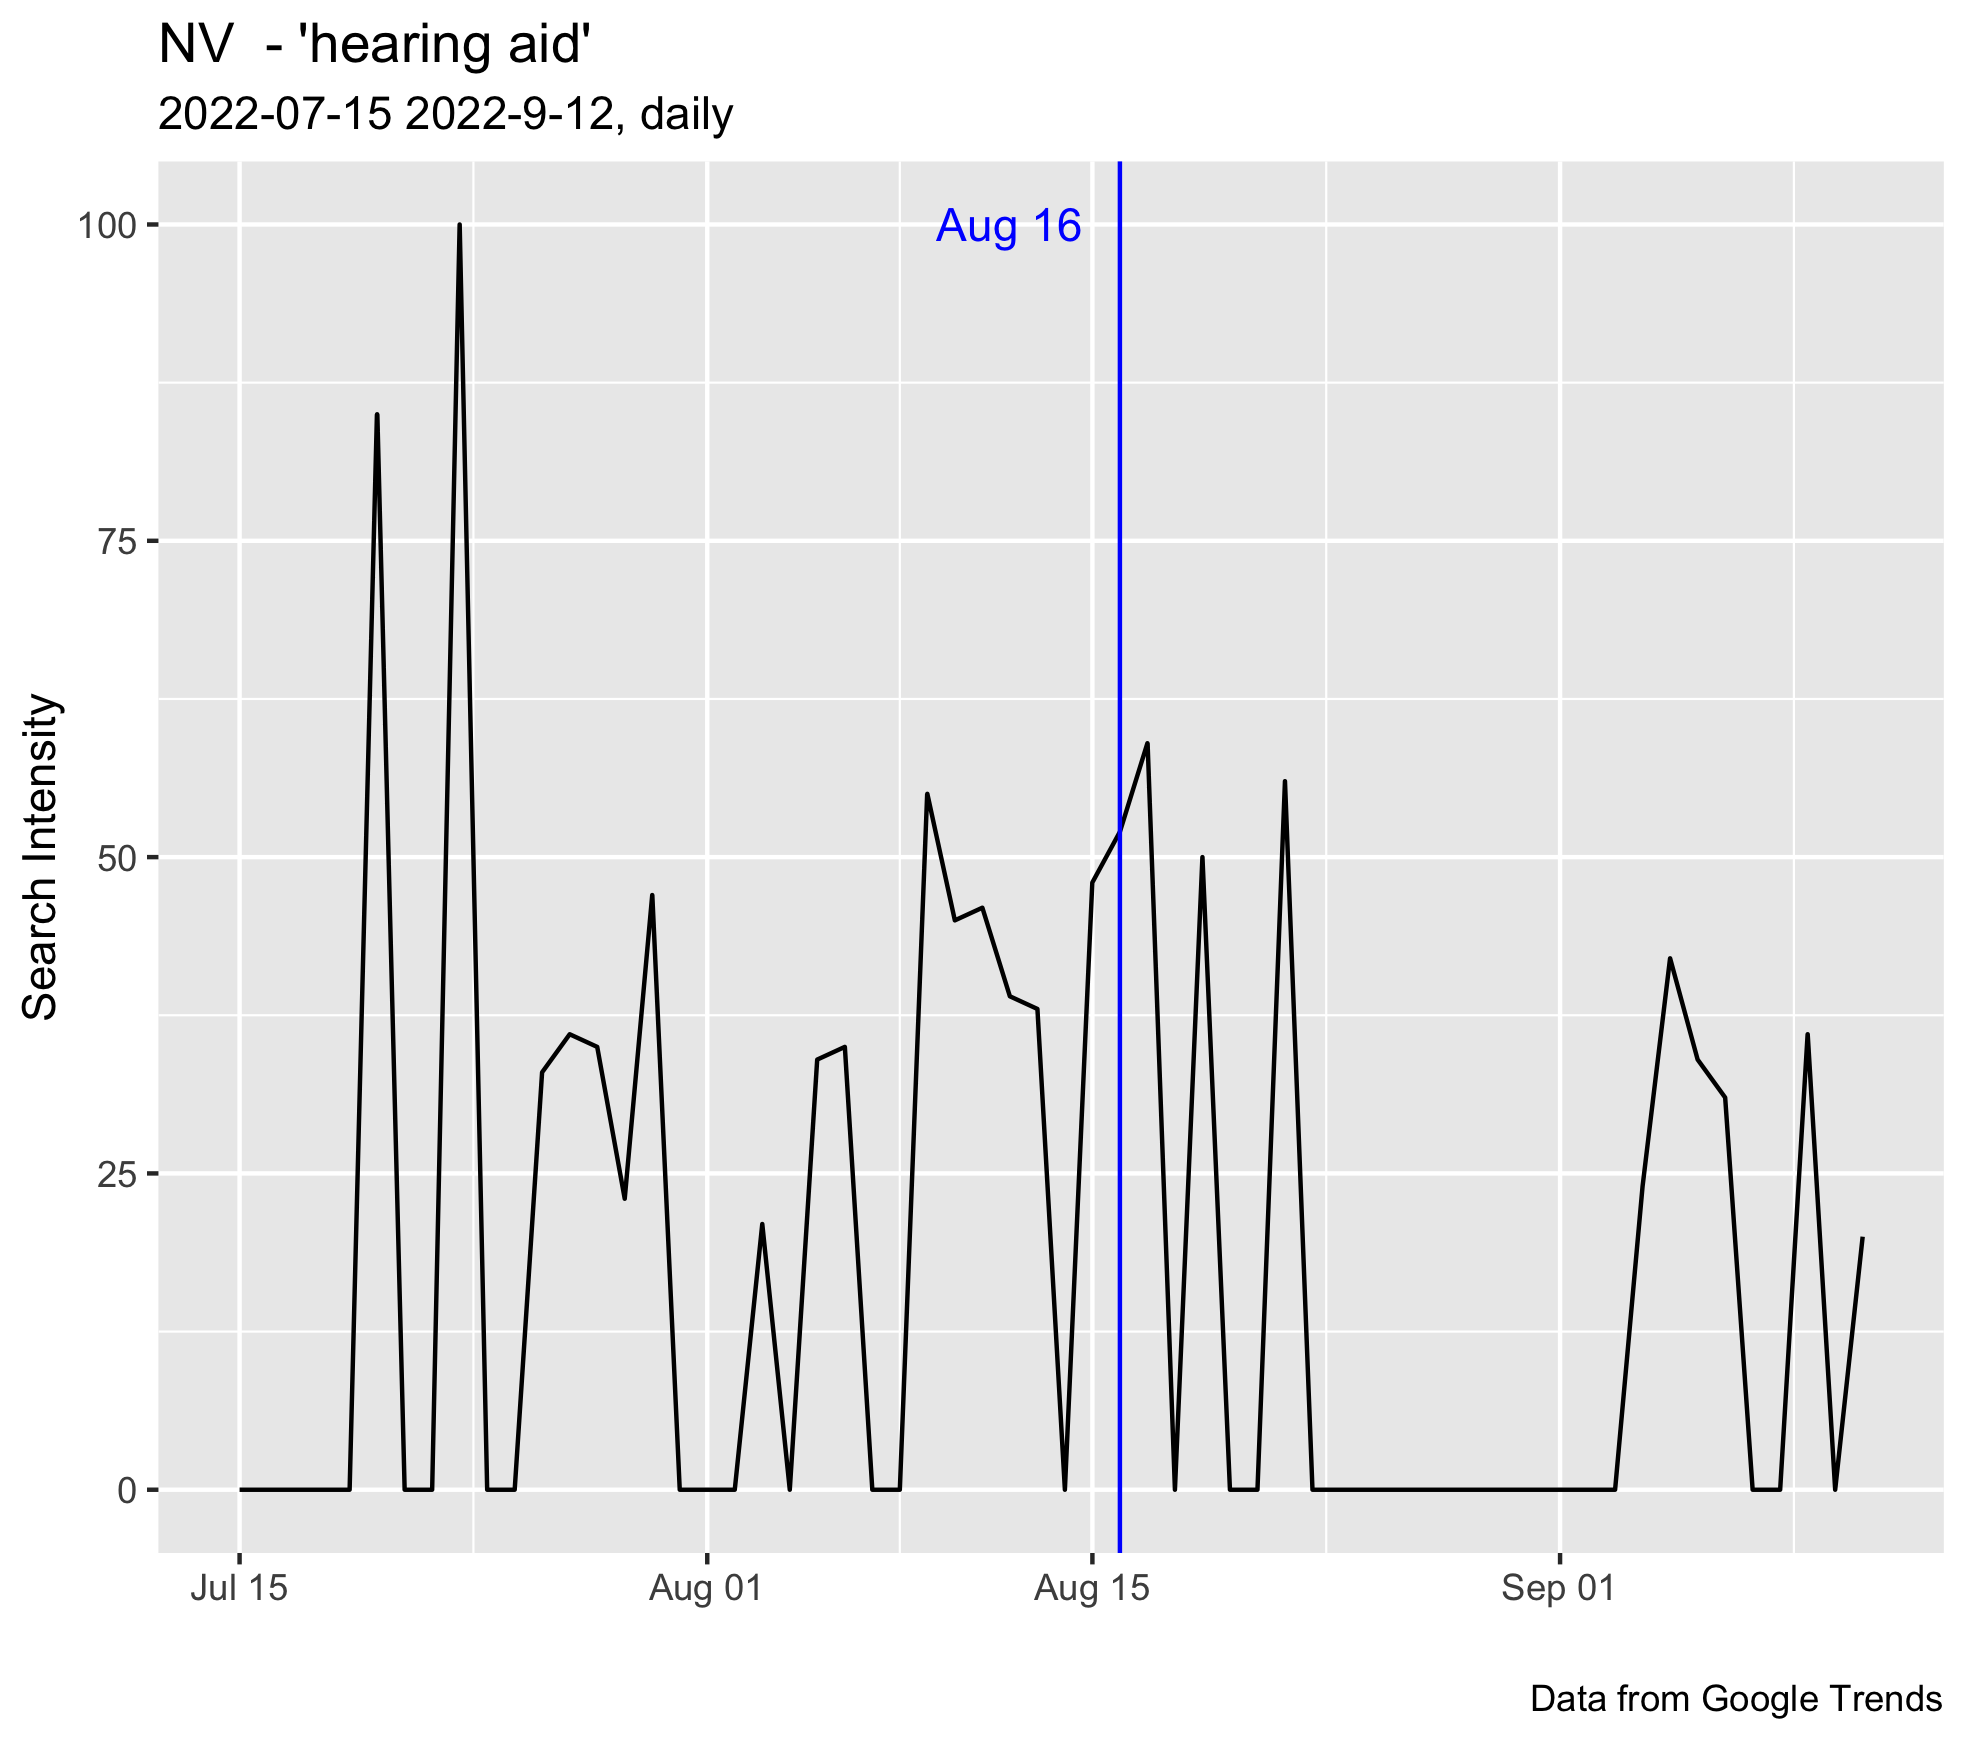 NV  - 'hearing aid'
2022-07-15 2022-9-12, daily
Aug 16
100
75
50
25
0
Search Intensity
Jul 15
Aug 01
Aug 15
Sep 01
Data from Google Trends